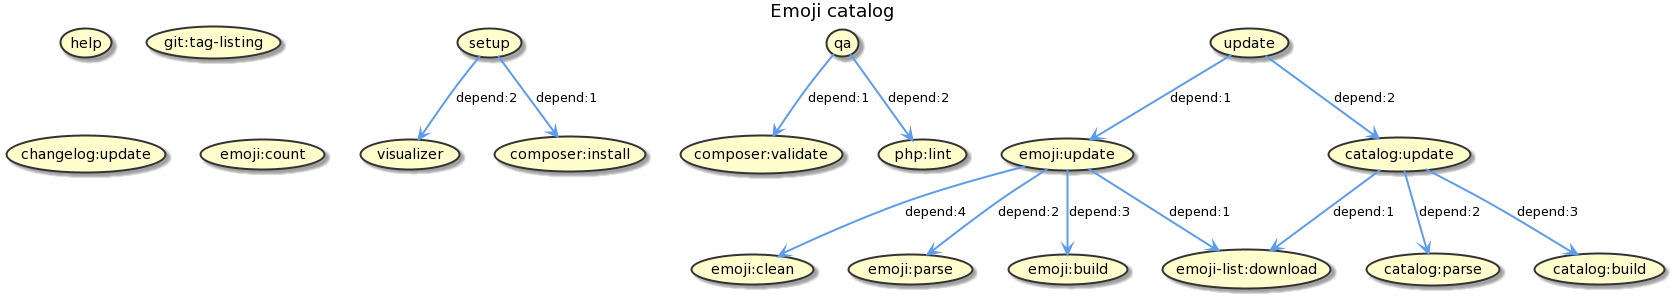 Emoji catalog
help
git:tag-listing
setup
qa
update
depend:2
depend:1
depend:1
depend:2
depend:1
depend:2
changelog:update
emoji:count
visualizer
composer:install
composer:validate
php:lint
emoji:update
catalog:update
depend:4
depend:2
depend:3
depend:1
depend:1
depend:2
depend:3
emoji:clean
emoji:parse
emoji:build
emoji-list:download
catalog:parse
catalog:build